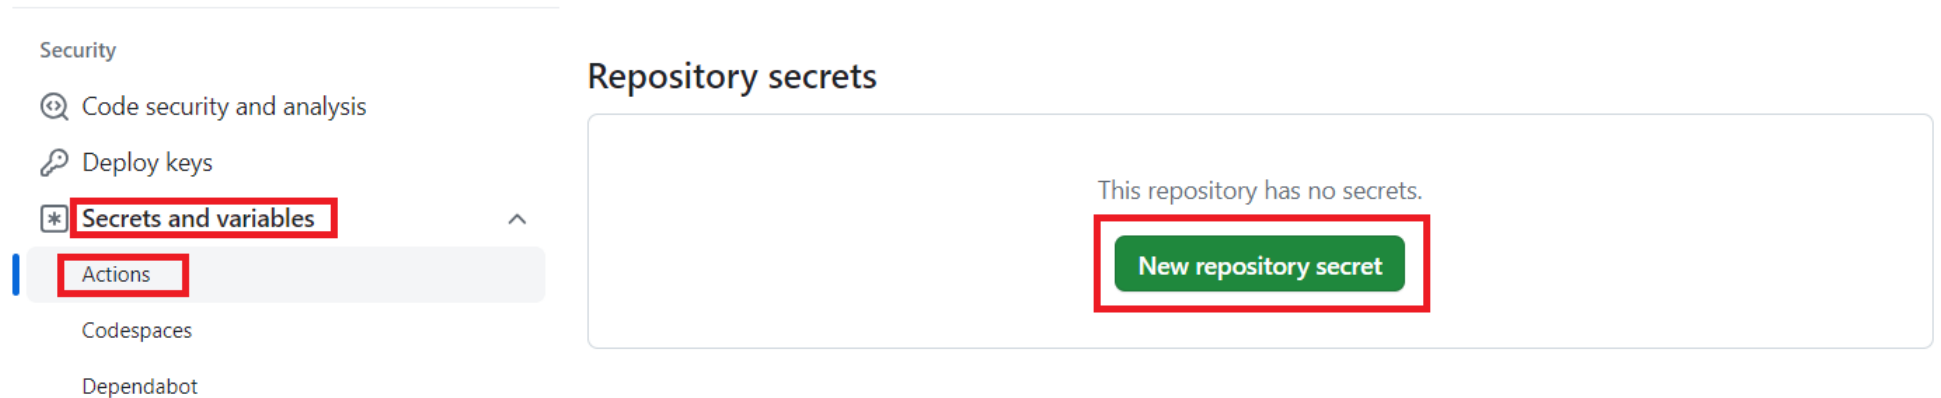 Security
Code security and analysis
Deploy keys
Secrets and variables
Actions
Codespaces
Dependabot
Repository secrets
This repository has no secrets.
New repository secret